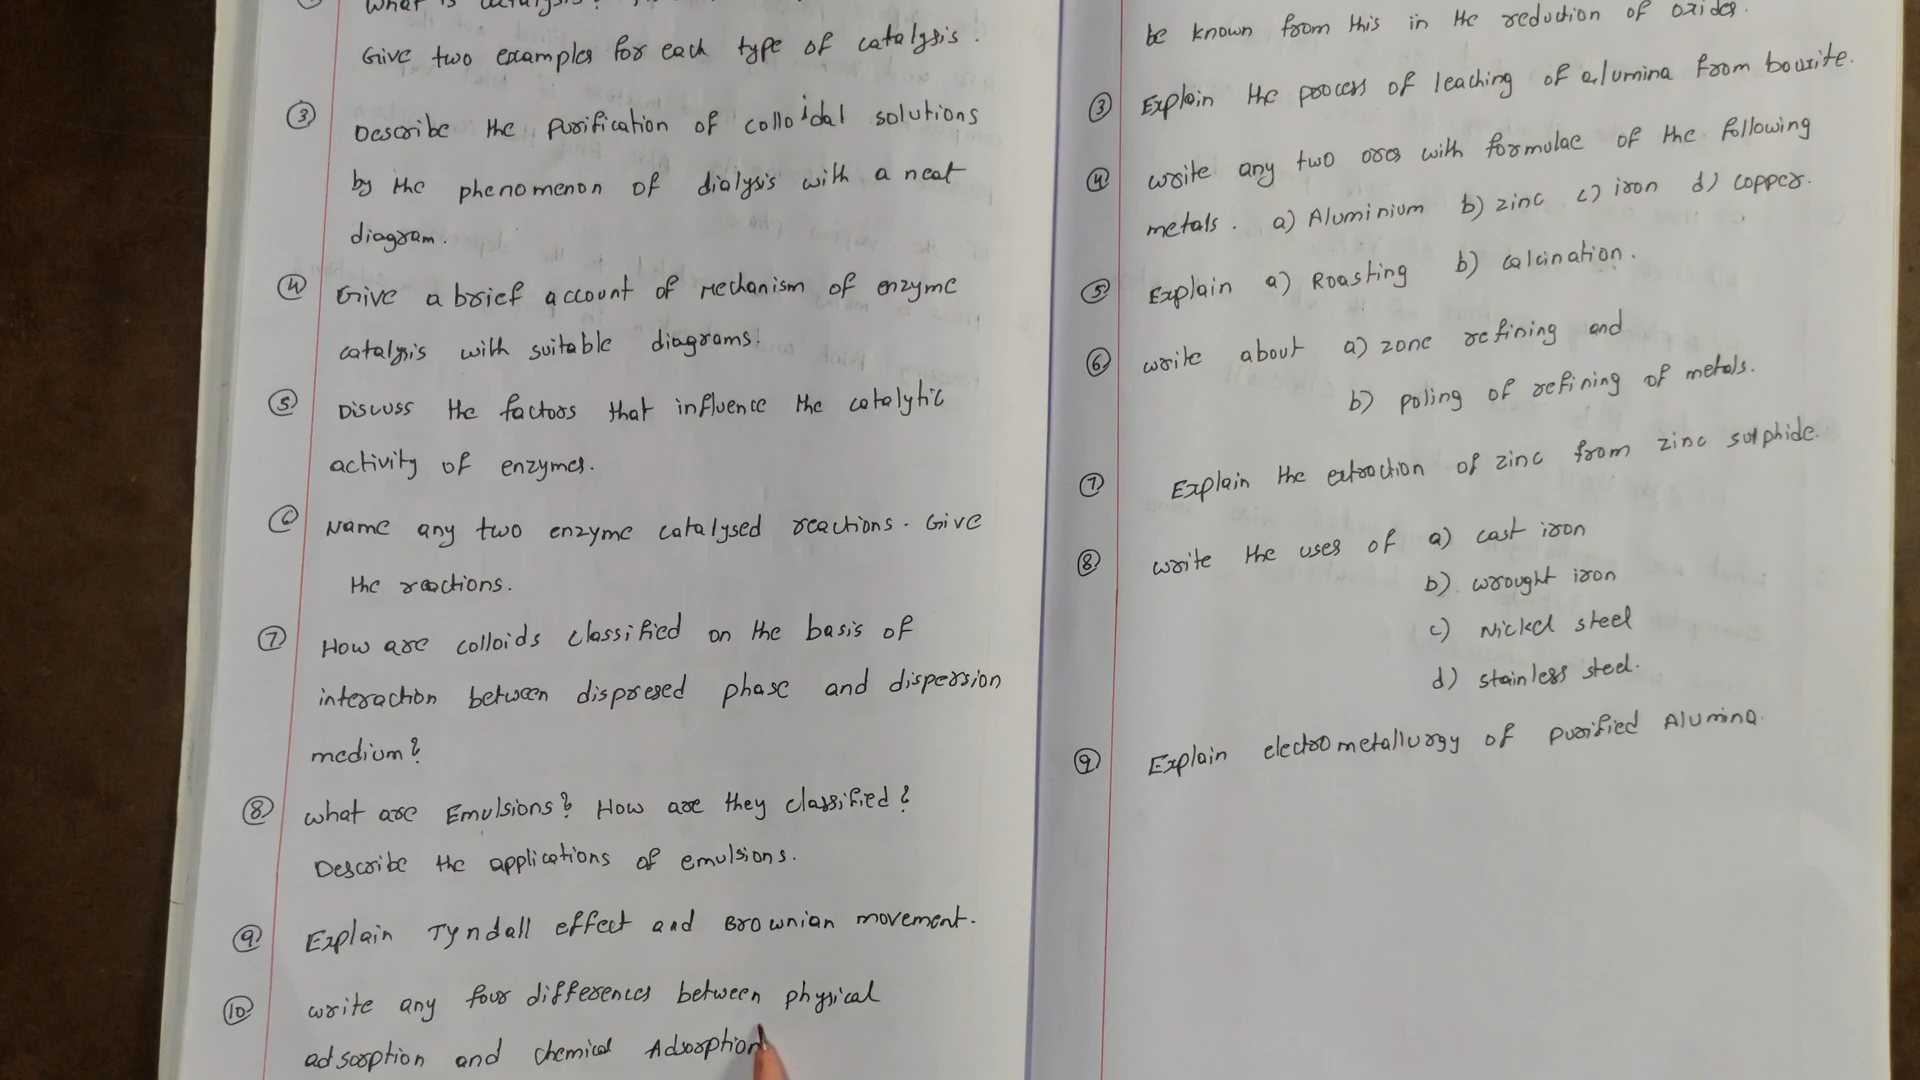 What is catalysis?
Give two examples for each type of catalysis.
③ Describe the purification of colloidal solutions
by the phenomenon of dialysis with a neat
diagram.
④ Give a brief account of Mechanism of enzyme
catalysis with suitable diagrams.
⑤ Discuss the factors that influence the catalytic
activity of enzymes.
⑥ Name any two enzyme catalysed reactions. Give
the reactions.
⑦ How are colloids classified on the basis of
interaction between dispresed phase and dispersion
medium?
⑧ what are Emulsions? How are they classified?
Describe the applications of emulsions.
⑨ Explain Tyndall effect and Brownian movement.
⑩ write any four differences between physical
adsorption and chemical Adsorption
be known from this in the reduction of oxides.
③ Explain the process of leaching of alumina from bauxite.
④ write any two ores with formulae of the following
metals. a) Aluminium b) zinc c) iron d) copper.
⑤ Explain a) Roasting b) calcination.
⑥ write about a) zone refining and
b) poling of refining of metals.
⑦ Explain the extraction of zinc from zinc sulphide.
⑧ write the uses of a) cast iron
b) wrought iron
c) Nickel steel
d) stainless steel.
⑨ Explain electrometallurgy of purified Alumina.